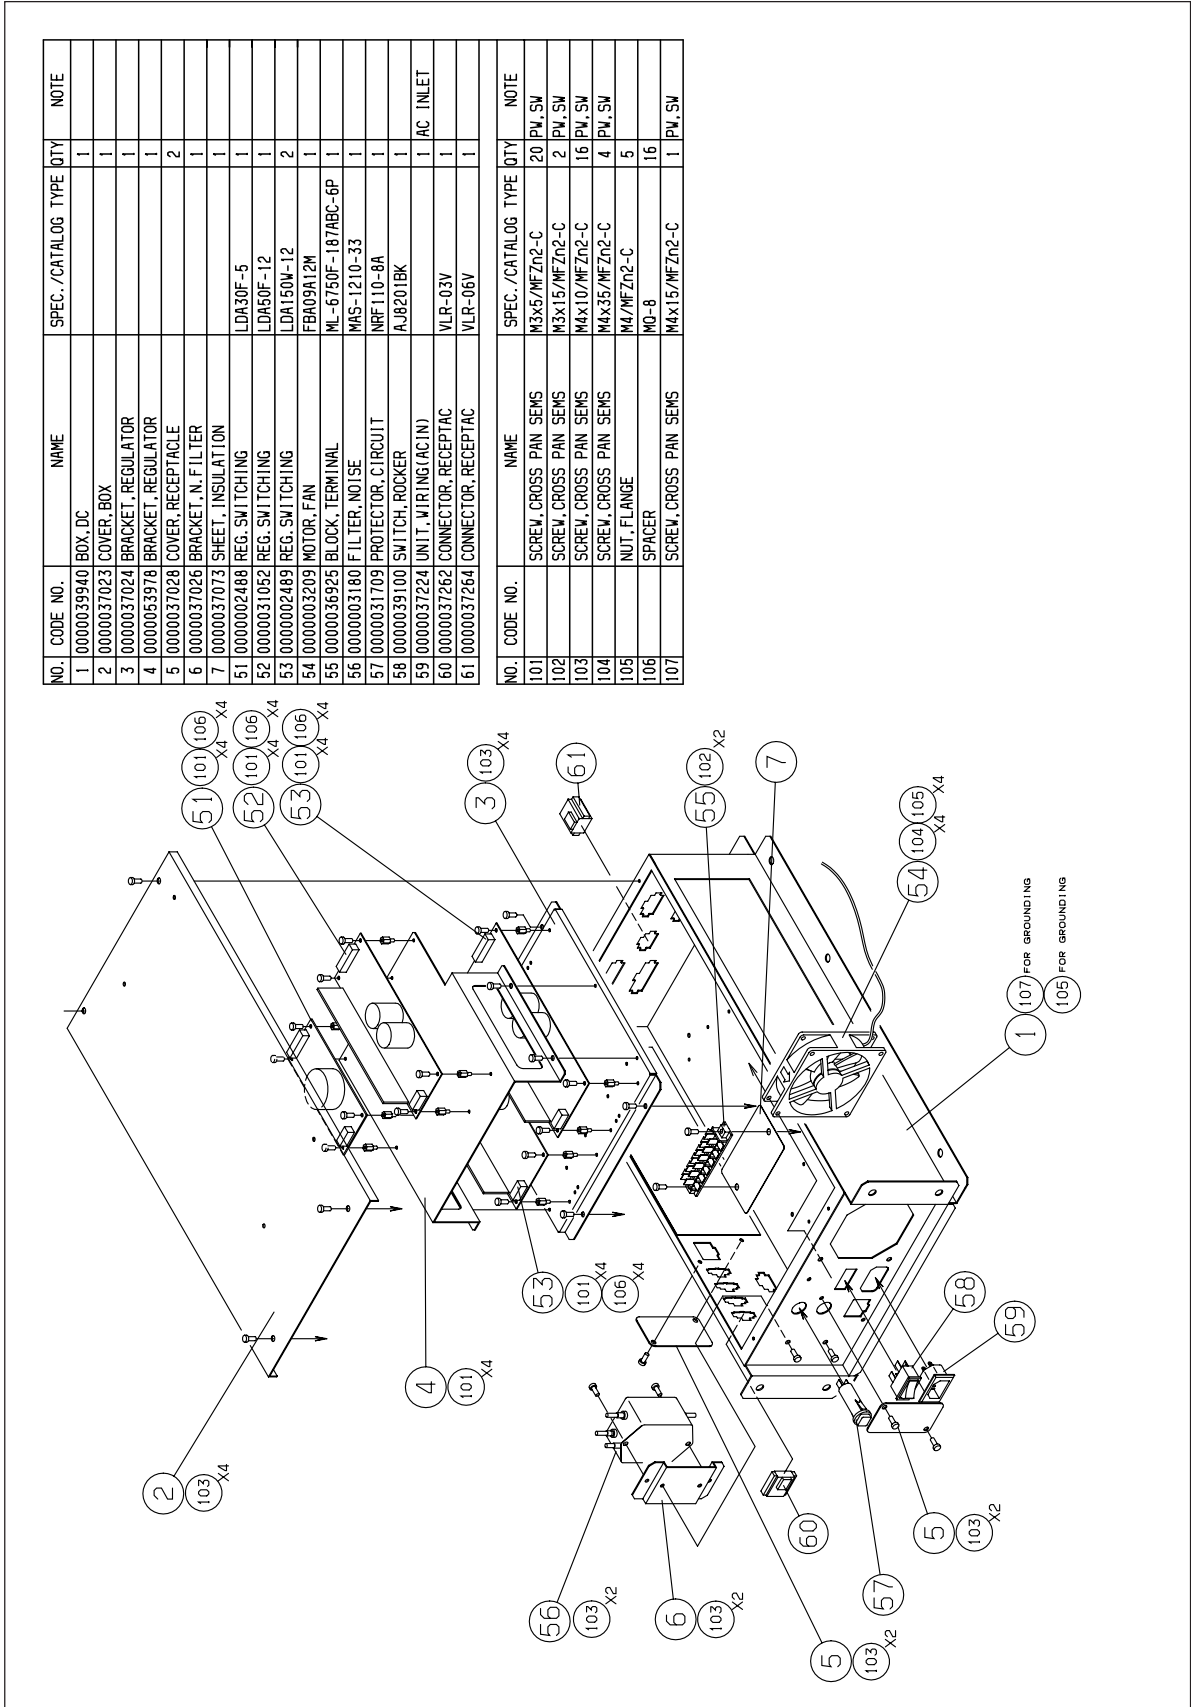 NO. CODE NO. NAME SPEC./CATALOG TYPE QTY NOTE
1 0000039940 BOX,DC 1
2 0000037023 COVER,BOX 1
3 0000037024 BRACKET,REGULATOR 1
4 0000053978 BRACKET,REGULATOR 1
5 0000037028 COVER,RECEPTACLE 2
6 0000037026 BRACKET,N.FILTER 1
7 0000037073 SHEET,INSULATION 1
51 0000002488 REG.SWITCHING LDA30F-5 1
52 0000031052 REG.SWITCHING LDA50F-12 1
53 0000002489 REG.SWITCHING LDA150W-12 2
54 0000003209 MOTOR,FAN FBA09A12M 1
55 0000036925 BLOCK,TERMINAL ML-6750F-187ABC-6P 1
56 0000003180 FILTER,NOISE MAS-1210-33 1
57 0000031709 PROTECTOR,CIRCUIT NRF110-8A 1
58 0000039100 SWITCH,ROCKER AJ8201BK 1
59 0000037224 UNIT,WIRING(ACIN) 1 AC INLET
60 0000037262 CONNECTOR,RECEPTAC VLR-03V 1
61 0000037264 CONNECTOR,RECEPTAC VLR-06V 1
NO. CODE NO. NAME SPEC./CATALOG TYPE QTY NOTE
101 SCREW,CROSS PAN SEMS M3x5/MFZn2-C 20 PW,SW
102 SCREW,CROSS PAN SEMS M3x15/MFZn2-C 2 PW,SW
103 SCREW,CROSS PAN SEMS M4x10/MFZn2-C 16 PW,SW
104 SCREW,CROSS PAN SEMS M4x35/MFZn2-C 4 PW,SW
105 NUT,FLANGE M4/MFZn2-C 5
106 SPACER MQ-8 16
107 SCREW,CROSS PAN SEMS M4x15/MFZn2-C 1 PW,SW
51 101 X4 106 X4
52 101 X4 106 X4
53 101 X4 106 X4
3 103 X4
61
55 102 X2
7
54 104 X4 105 X4
1 107 FOR GROUNDING
105 FOR GROUNDING
2
103 X4
4
101 X4
53
101 X4
106 X4
58
59
56
103 X2
6
103 X2
60
5
103 X2
57
5
103 X2